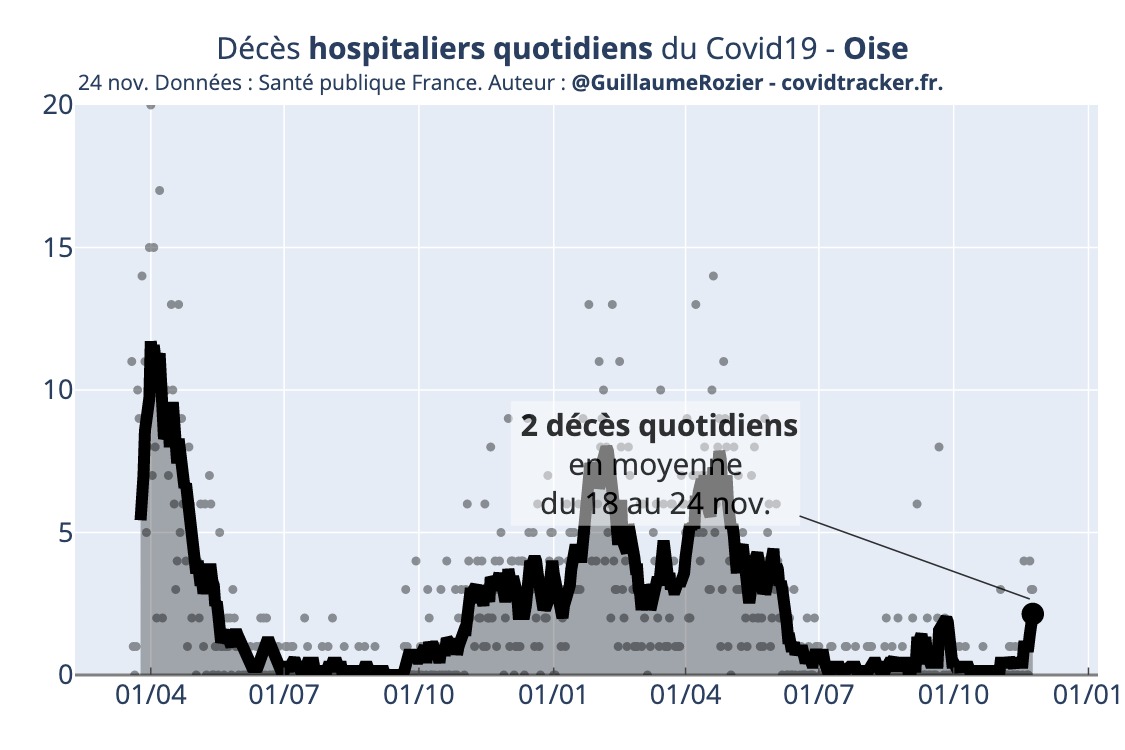 Décès hospitaliers quotidiens du Covid19 - Oise
24 nov. Données : Santé publique France. Auteur : @GuillaumeRozier - covidtracker.fr.
20
15
10
5
0
2 décès quotidiens
en moyenne
du 18 au 24 nov.
01/04 01/07 01/10 01/01 01/04 01/07 01/10 01/01